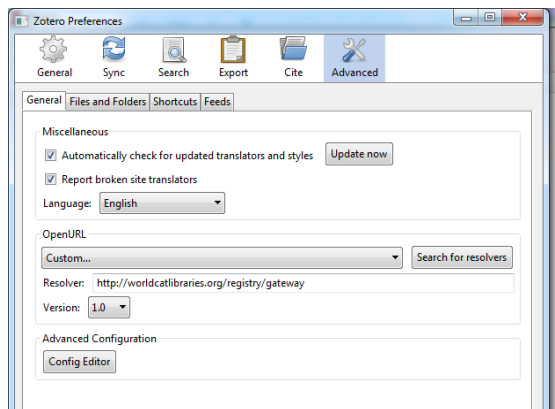 Zotero Preferences
General Sync Search Export Cite Advanced
General Files and Folders Shortcuts Feeds
Miscellaneous
Automatically check for updated translators and styles Update now
Report broken site translators
Language: English
OpenURL
Custom... Search for resolvers
Resolver: http://worldcatlibraries.org/registry/gateway
Version: 1.0
Advanced Configuration
Config Editor